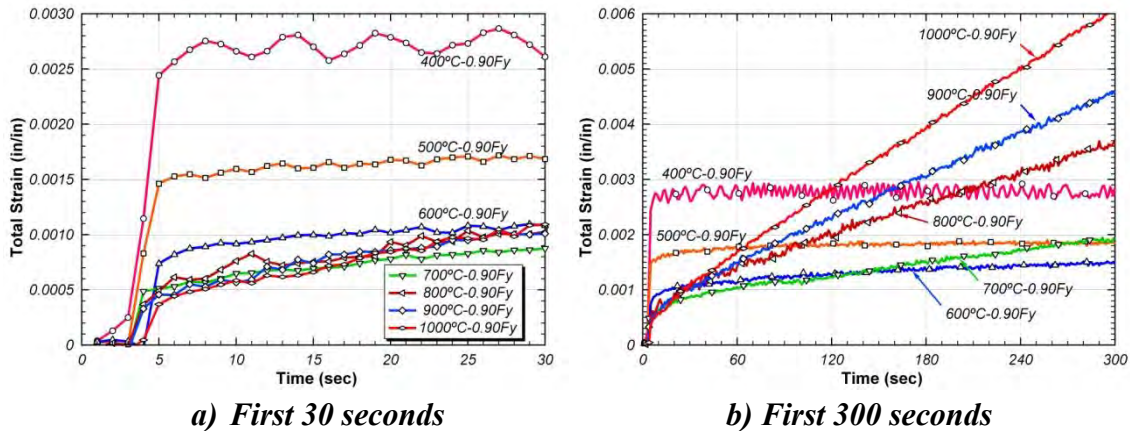 0.0030
0.0025
0.0020
0.0015
0.0010
0.0005
0
Total Strain (in/in)
400ºC-0.90Fy
500ºC-0.90Fy
600ºC-0.90Fy
700ºC-0.90Fy
800ºC-0.90Fy
900ºC-0.90Fy
1000ºC-0.90Fy
0 5 10 15 20 25 30
Time (sec)
a) First 30 seconds
0.006
0.005
0.004
0.003
0.002
0.001
0
Total Strain (in/in)
1000ºC-0.90Fy
900ºC-0.90Fy
400ºC-0.90Fy
800ºC-0.90Fy
500ºC-0.90Fy
700ºC-0.90Fy
600ºC-0.90Fy
0 60 120 180 240 300
Time (sec)
b) First 300 seconds